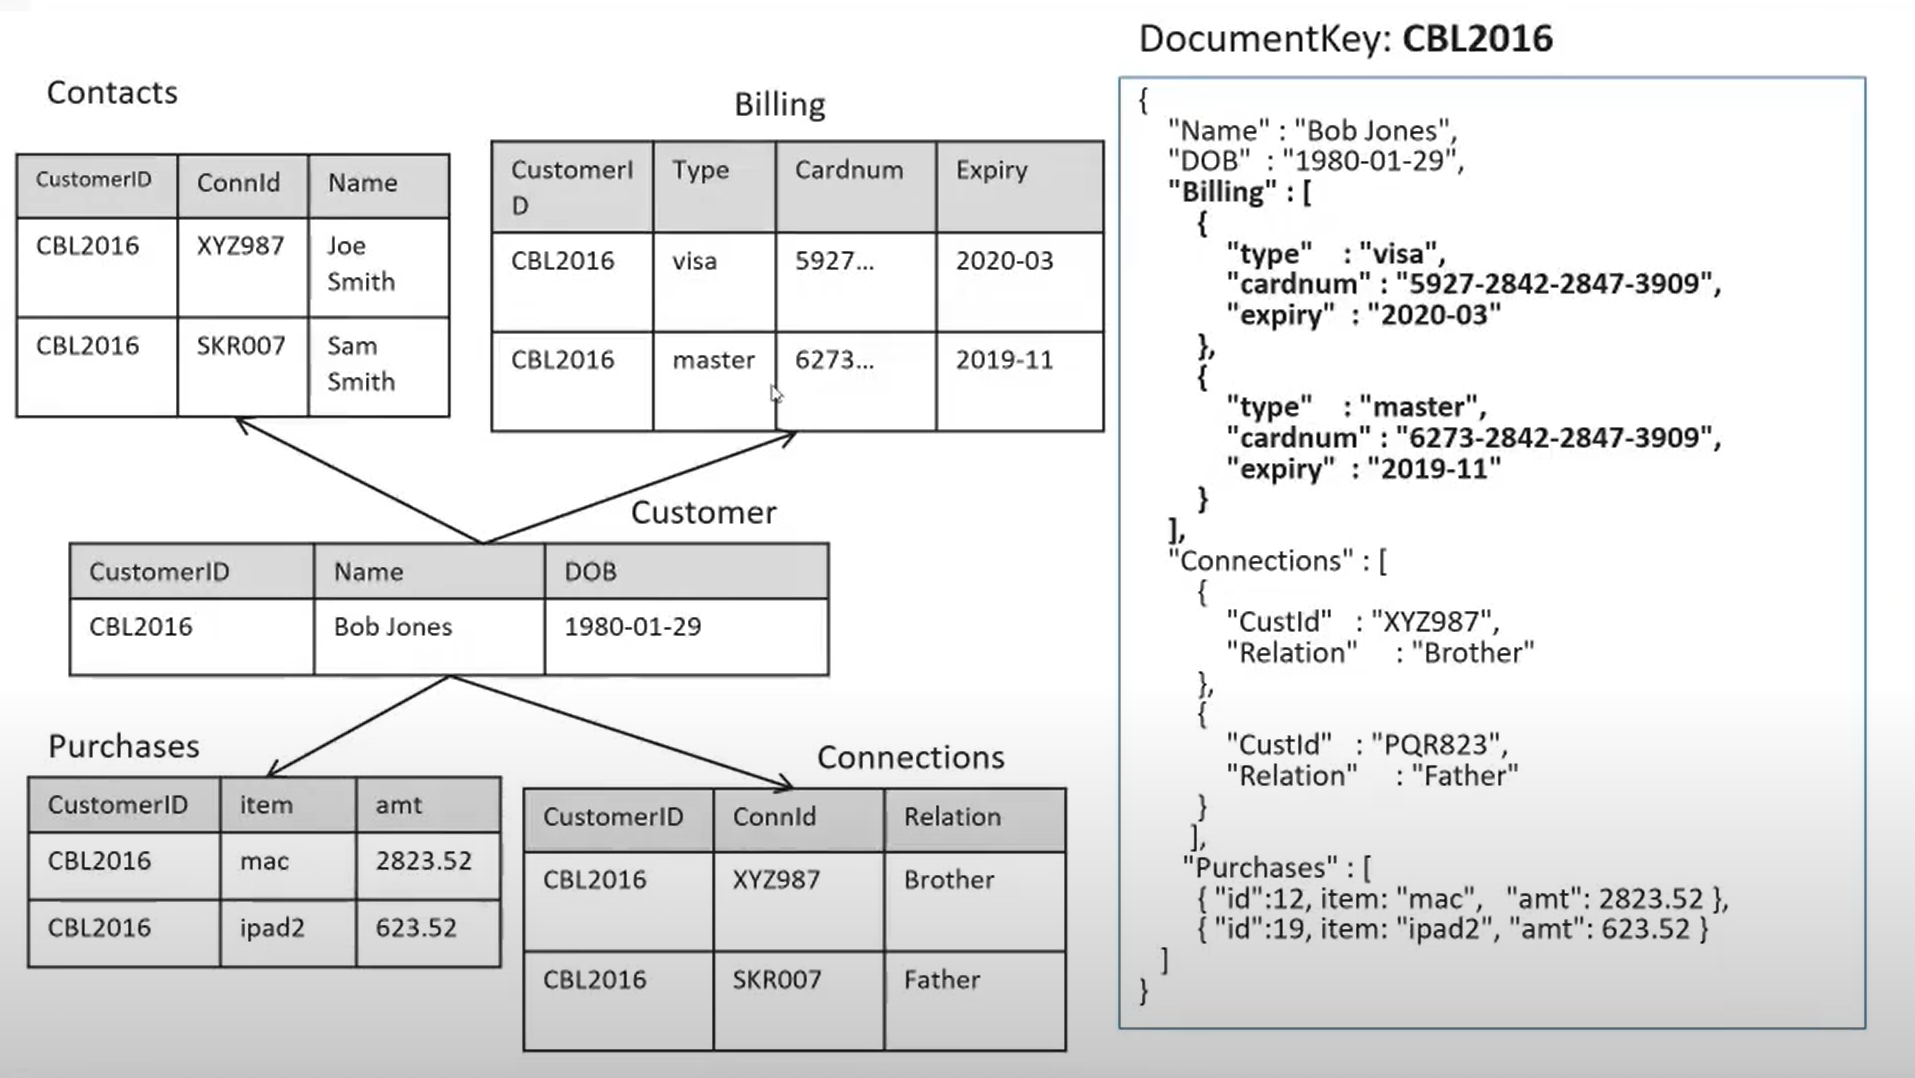 DocumentKey: CBL2016
Contacts
CustomerID ConnId Name
CBL2016 XYZ987 Joe
Smith
CBL2016 SKR007 Sam
Smith
Billing
CustomerI Type Cardnum Expiry
D
CBL2016 visa 5927... 2020-03
CBL2016 master 6273... 2019-11
Customer
CustomerID Name DOB
CBL2016 Bob Jones 1980-01-29
Purchases
CustomerID item amt
CBL2016 mac 2823.52
CBL2016 ipad2 623.52
Connections
CustomerID ConnId Relation
CBL2016 XYZ987 Brother
CBL2016 SKR007 Father
{
"Name" : "Bob Jones",
"DOB" : "1980-01-29",
"Billing" : [
{
"type" : "visa",
"cardnum" : "5927-2842-2847-3909",
"expiry" : "2020-03"
},
{
"type" : "master",
"cardnum" : "6273-2842-2847-3909",
"expiry" : "2019-11"
}
],
"Connections" : [
{
"CustId" : "XYZ987",
"Relation" : "Brother"
},
{
"CustId" : "PQR823",
"Relation" : "Father"
}
],
"Purchases" : [
{ "id":12, item: "mac", "amt": 2823.52 },
{ "id":19, item: "ipad2", "amt": 623.52 }
]
}